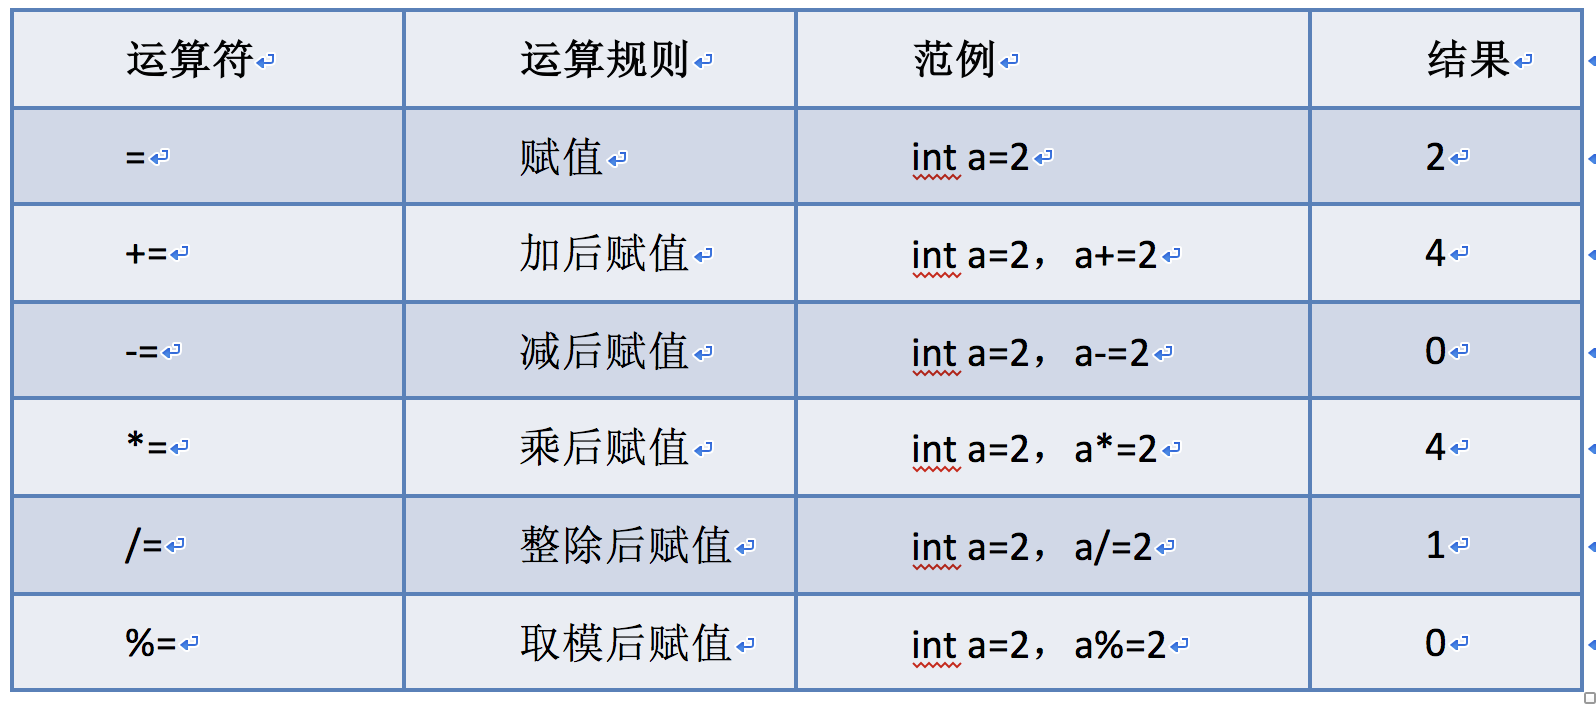 运算符 运算规则 范例 结果
= 赋值 int a=2 2
+= 加后赋值 int a=2，a+=2 4
-= 减后赋值 int a=2，a-=2 0
*= 乘后赋值 int a=2，a*=2 4
/= 整除后赋值 int a=2，a/=2 1
%= 取模后赋值 int a=2，a%=2 0